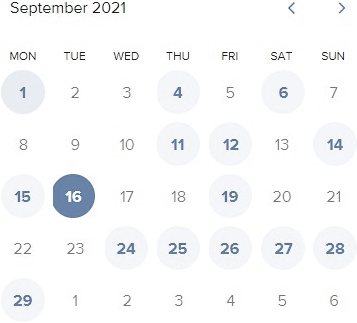 September 2021
MON TUE WED THU FRI SAT SUN
1 2 3 4 5 6 7
8 9 10 11 12 13 14
15 16 17 18 19 20 21
22 23 24 25 26 27 28
29 1 2 3 4 5 6